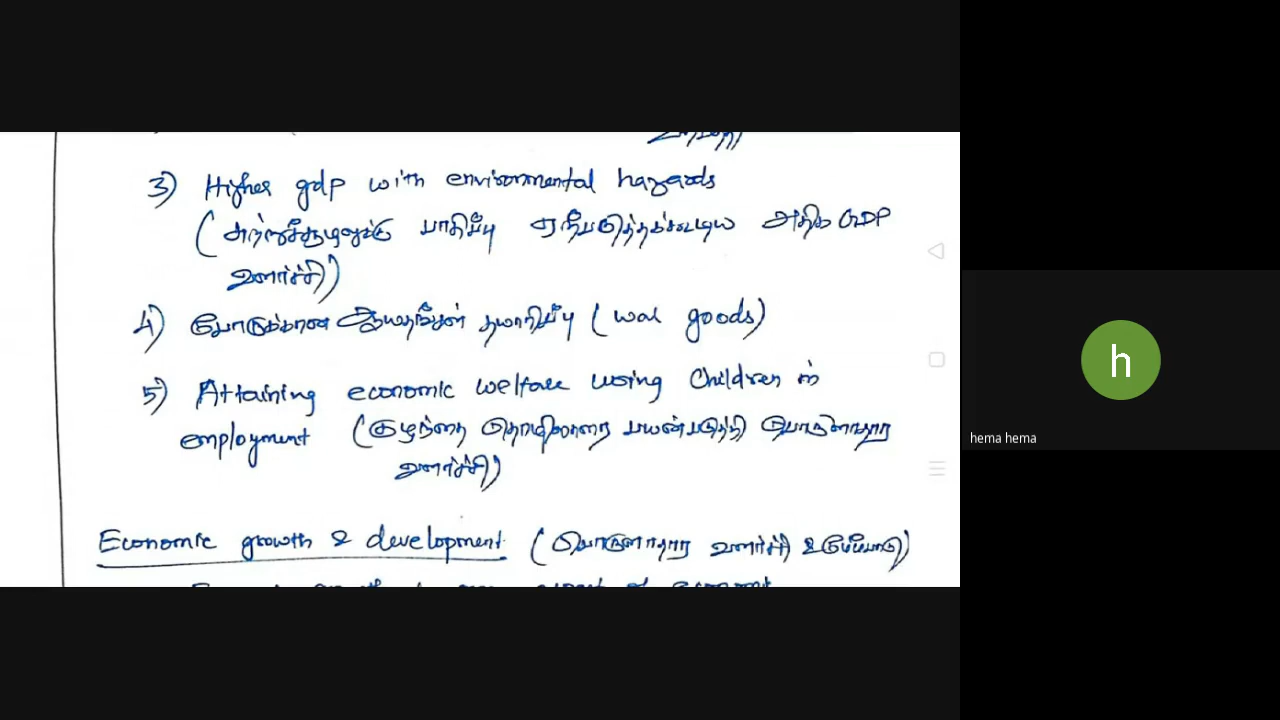 3) Higher gdp with environmental hazards
(சுற்றுச்சூழலுக்கு பாதிப்பு ஏற்படுத்தக்கூடிய அதிக GDP
வளர்ச்சி)
4) போருக்கான ஆயுதங்கள் தயாரிப்பு (war goods)
5) Attaining economic welfare using Children in
employment (குழந்தை தொழிலாளரை பயன்படுத்தி பொருளாதார
வளர்ச்சி)
Economic growth & development (பொருளாதார வளர்ச்சி & மேம்பாடு)
h
hema hema